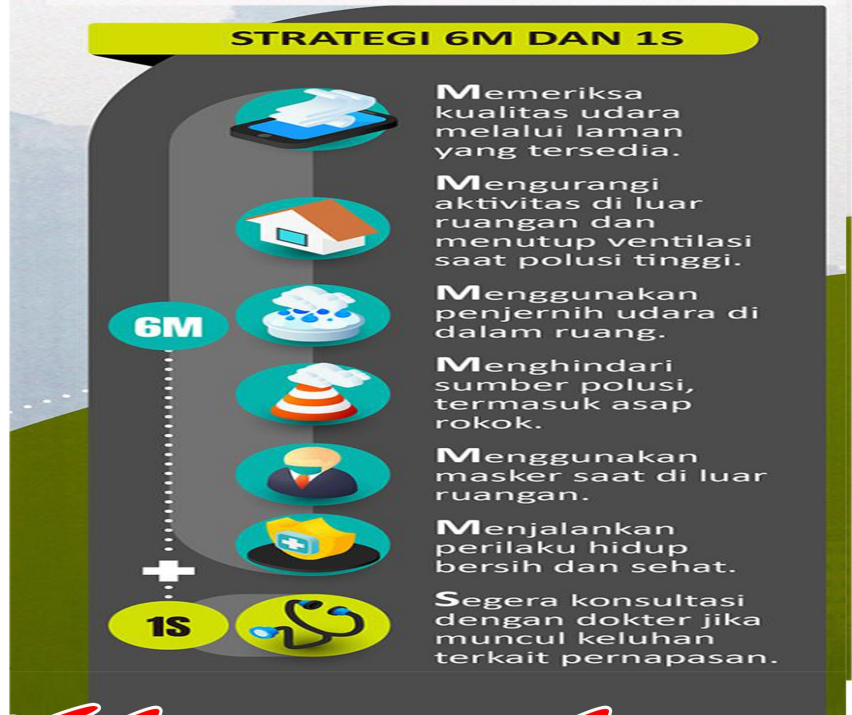 STRATEGI 6M DAN 1S
Memeriksa
kualitas udara
melalui laman
yang tersedia.
Mengurangi
aktivitas di luar
ruangan dan
menutup ventilasi
saat polusi tinggi.
6M
Menggunakan
penjernih udara di
dalam ruang.
Menghindari
sumber polusi,
termasuk asap
rokok.
Menggunakan
masker saat di luar
ruangan.
Menjalankan
perilaku hidup
bersih dan sehat.
1S
Segera konsultasi
dengan dokter jika
muncul keluhan
terkait pernapasan.